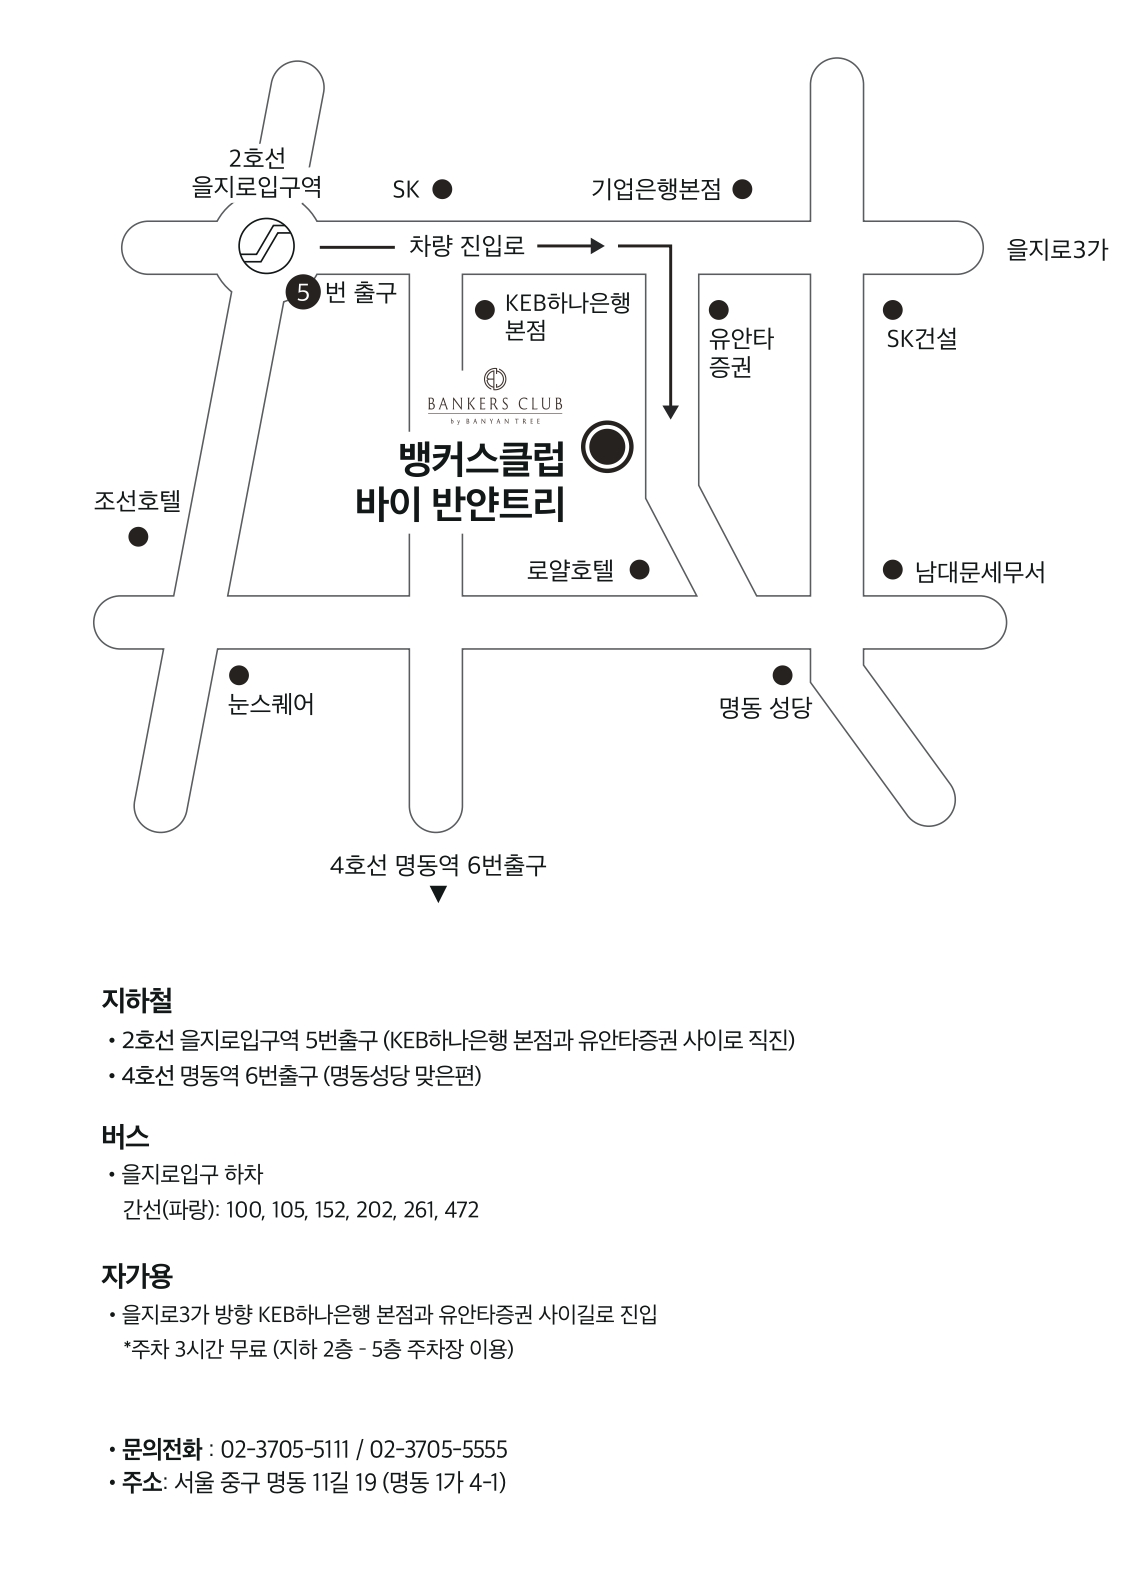 2호선
을지로입구역
SK
기업은행본점
차량 진입로
을지로3가
5번 출구
KEB하나은행
본점
유안타
증권
SK건설
BANKERS CLUB
by BANYAN TREE
뱅커스클럽
바이 반얀트리
조선호텔
로얄호텔
남대문세무서
눈스퀘어
명동 성당
4호선 명동역 6번출구
▼
지하철
• 2호선 을지로입구역 5번출구 (KEB하나은행 본점과 유안타증권 사이로 직진)
• 4호선 명동역 6번출구 (명동성당 맞은편)
버스
• 을지로입구 하차
간선(파랑): 100, 105, 152, 202, 261, 472
자가용
• 을지로3가 방향 KEB하나은행 본점과 유안타증권 사이길로 진입
*주차 3시간 무료 (지하 2층 - 5층 주차장 이용)
• 문의전화 : 02-3705-5111 / 02-3705-5555
• 주소: 서울 중구 명동 11길 19 (명동 1가 4-1)